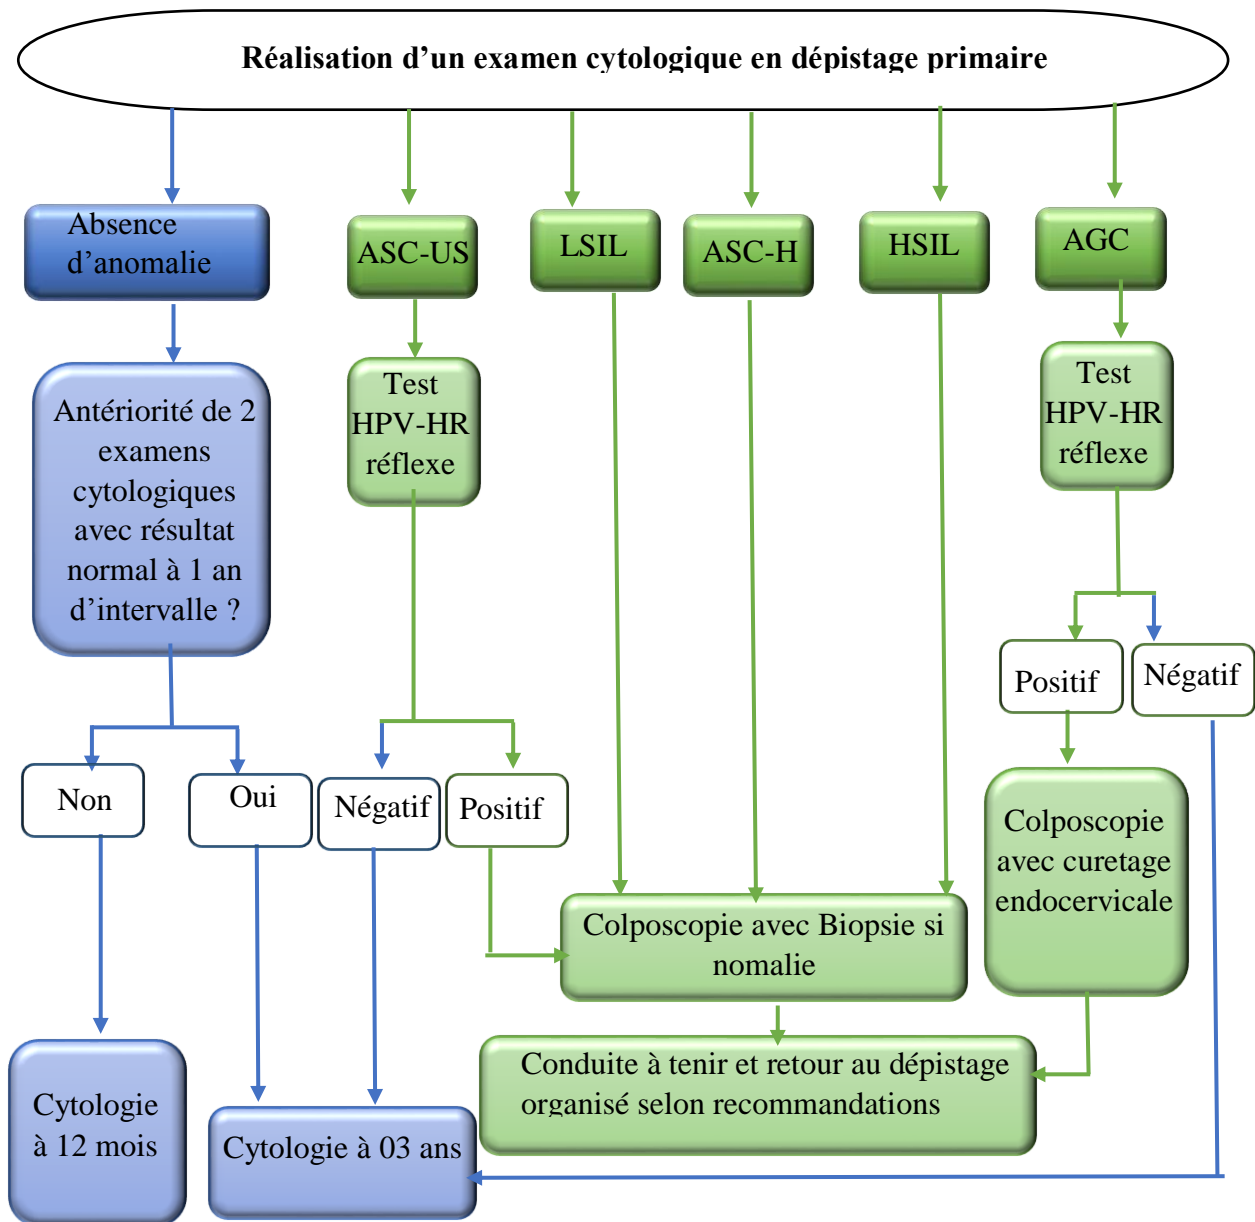 Réalisation d’un examen cytologique en dépistage primaire
Absence
d’anomalie
ASC-US
LSIL
ASC-H
HSIL
AGC
Antériorité de 2
examens
cytologiques
avec résultat
normal à 1 an
d’intervalle ?
Test
HPV-HR
réflexe
Test
HPV-HR
réflexe
Positif
Négatif
Non
Oui
Négatif
Positif
Colposcopie
avec curetage
endocervicale
Colposcopie avec Biopsie si
nomalie
Conduite à tenir et retour au dépistage
organisé selon recommandations
Cytologie
à 12 mois
Cytologie à 03 ans